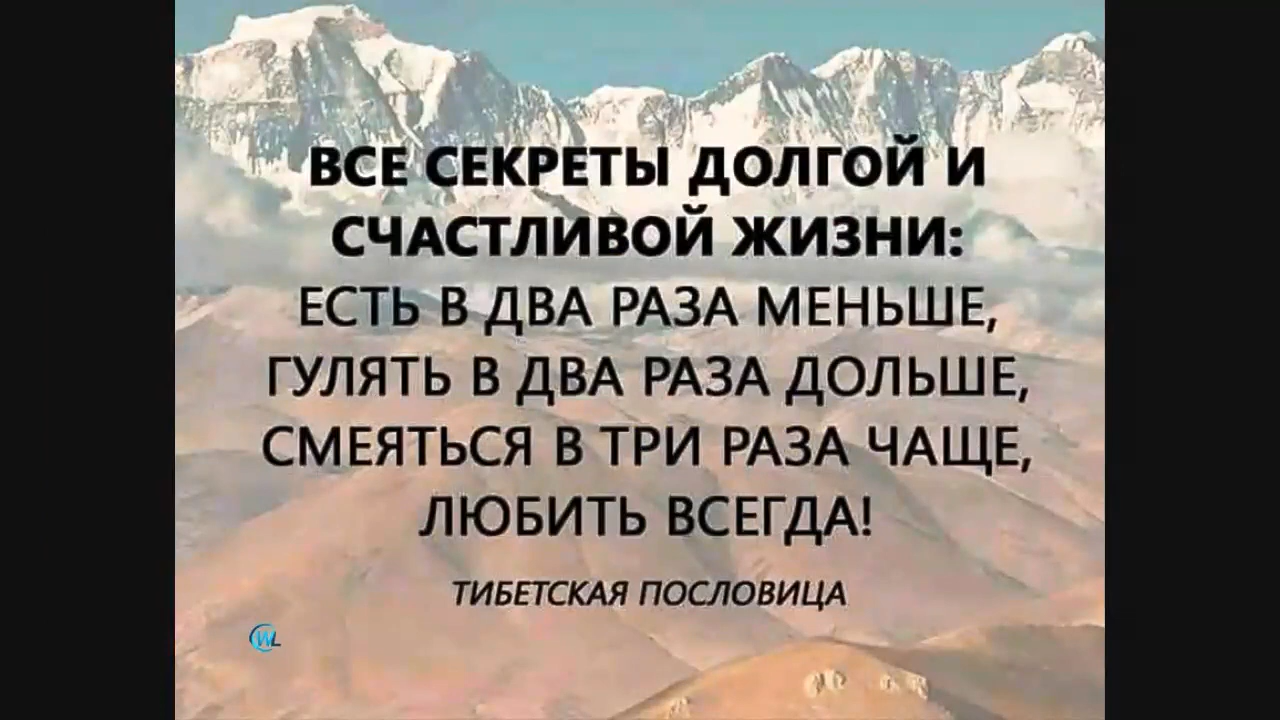 ВСЕ СЕКРЕТЫ ДОЛГОЙ И
СЧАСТЛИВОЙ ЖИЗНИ:
ЕСТЬ В ДВА РАЗА МЕНЬШЕ,
ГУЛЯТЬ В ДВА РАЗА ДОЛЬШЕ,
СМЕЯТЬСЯ В ТРИ РАЗА ЧАЩЕ,
ЛЮБИТЬ ВСЕГДА!
ТИБЕТСКАЯ ПОСЛОВИЦА
WL